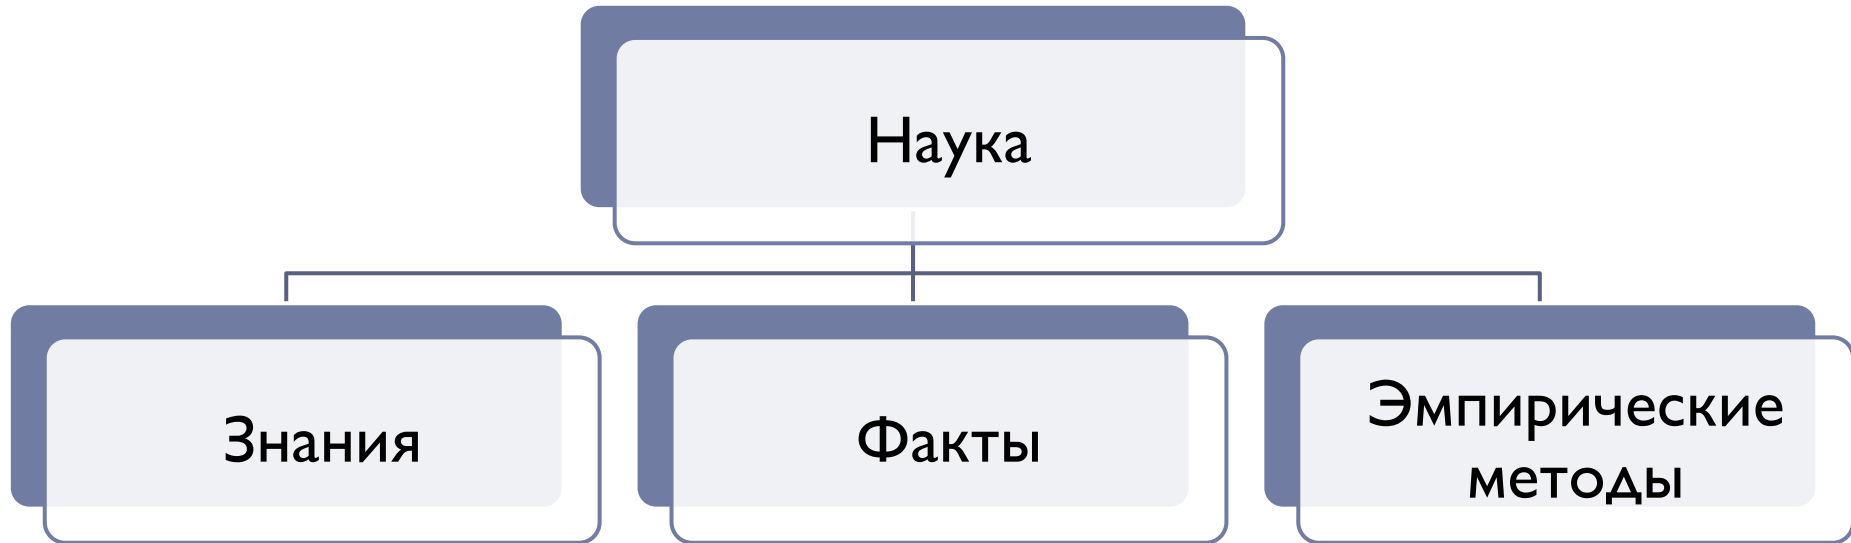 Наука
Знания
Факты
Эмпирические
методы